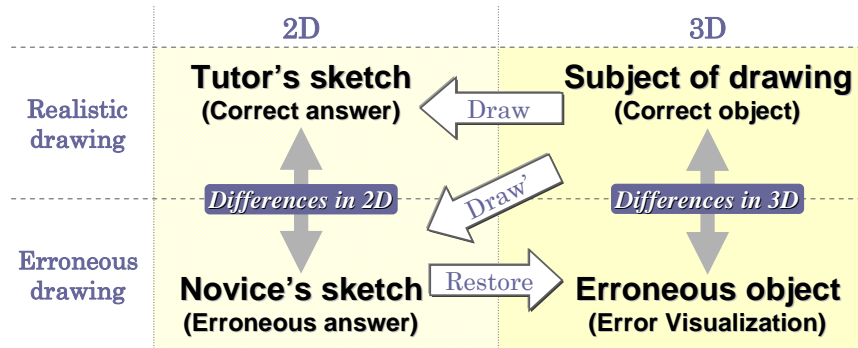 2D
3D
Realistic
drawing
Tutor's sketch
(Correct answer)
Draw
Subject of drawing
(Correct object)
Differences in 2D
Draw'
Differences in 3D
Erroneous
drawing
Novice's sketch
(Erroneous answer)
Restore
Erroneous object
(Error Visualization)